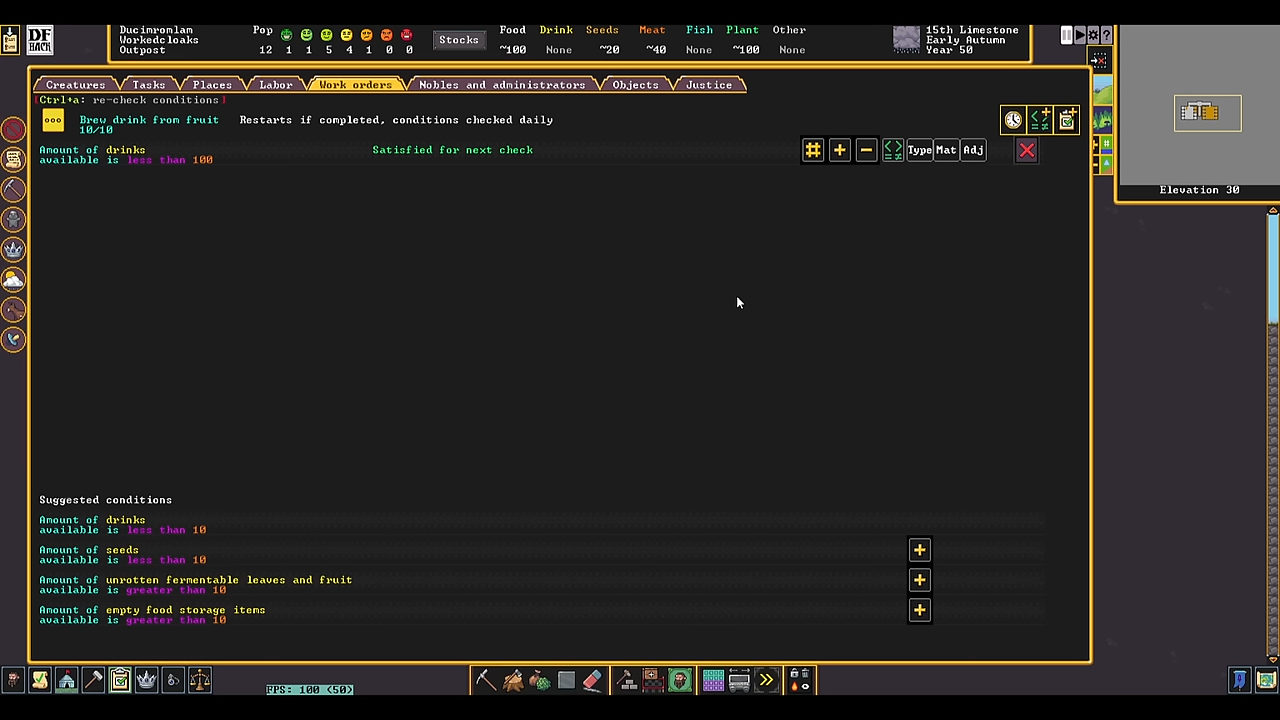 DF
HACK
Ducimromlam
Workedcloaks
Outpost
Pop
12 1 1 5 4 1 0 0
Stocks
Food Drink Seeds Meat Fish Plant Other
~100 None ~20 ~40 None ~100 None
15th Limestone
Early Autumn
Year 50
Creatures Tasks Places Labor Work orders Nobles and administrators Objects Justice
[Ctrl+a: re-check conditions]
Brew drink from fruit Restarts if completed, conditions checked daily
10/10
Amount of drinks Satisfied for next check
available is less than 100
Type Mat Adj
Elevation 30
Suggested conditions
Amount of drinks
available is less than 10
Amount of seeds
available is less than 10
Amount of unrotten fermentable leaves and fruit
available is greater than 10
Amount of empty food storage items
available is greater than 10
FPS: 100 (50)